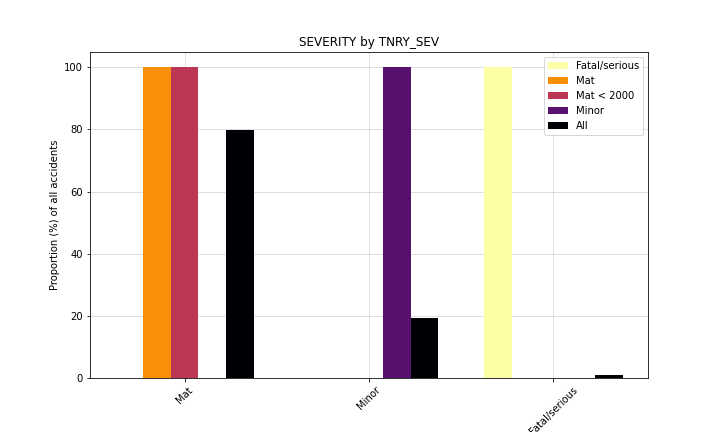 SEVERITY by TNRY_SEV
Proportion (%) of all accidents
100
80
60
40
20
0
Fatal/serious
Mat
Mat < 2000
Minor
All
Mat
Minor
Fatal/serious